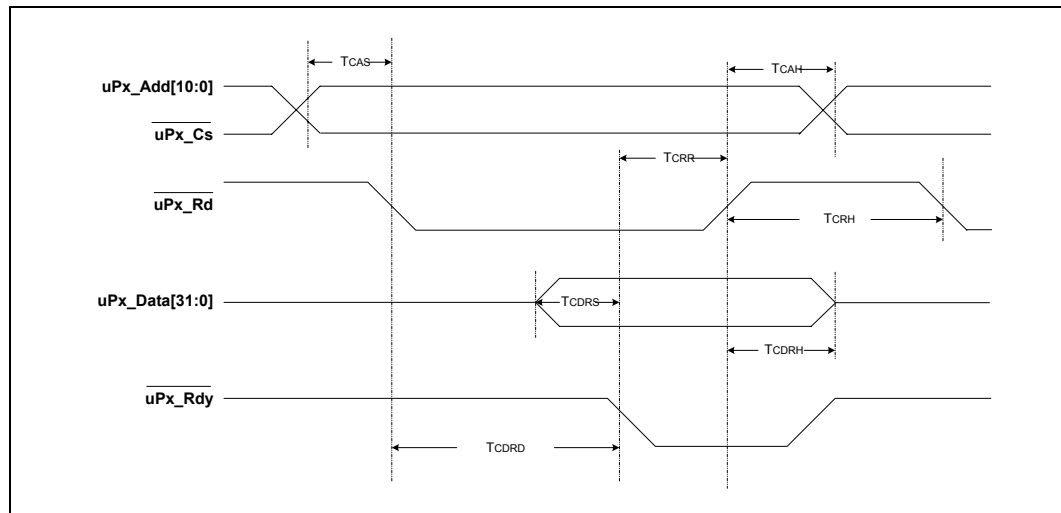 TCAS
TCAH
uPx_Add[10:0]
uPx_Cs
TCRR
uPx_Rd
TCRH
uPx_Data[31:0]
TCDRS
TCDRH
uPx_Rdy
TCDRD